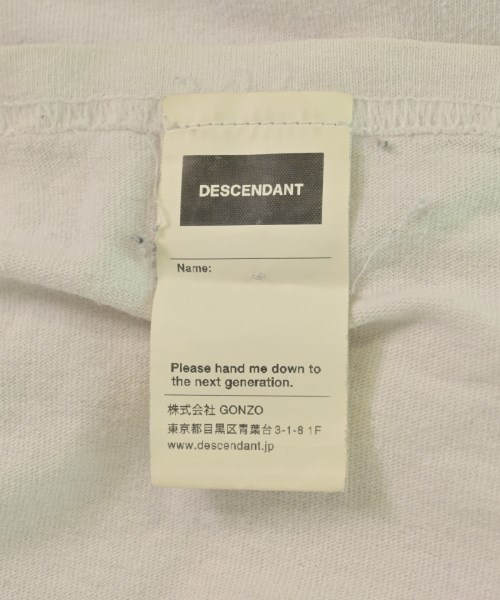 DESCENDANT
Name:
Please hand me down to
the next generation.
株式会社 GONZO
東京都目黒区青葉台 3-1-8 1F
www.descendant.jp